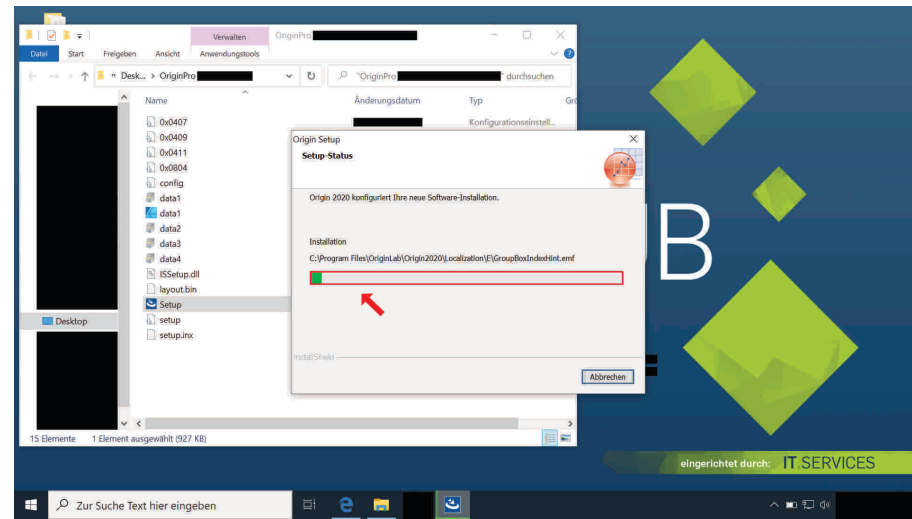 Verwalten
OriginPro
Datei Start Freigeben Ansicht Anwendungstools
Desk... › OriginPro
"OriginPro " durchsuchen
Name Änderungsdatum Typ Grö
0x0407 Konfigurationseinstell...
0x0409
0x0411
0x0804
config
data1
data1
data2
data3
data4
ISSetup.dll
layout.bin
Setup
setup
setup.inx
Desktop
15 Elemente 1 Element ausgewählt (927 KB)
Origin Setup
Setup-Status
Origin 2020 konfiguriert Ihre neue Software-Installation.
Installation
C:\Program Files\OriginLab\Origin2020\Localization\E\GroupBoxIndexHint.emf
InstallShield
Abbrechen
B
eingerichtet durch: IT.SERVICES
Zur Suche Text hier eingeben